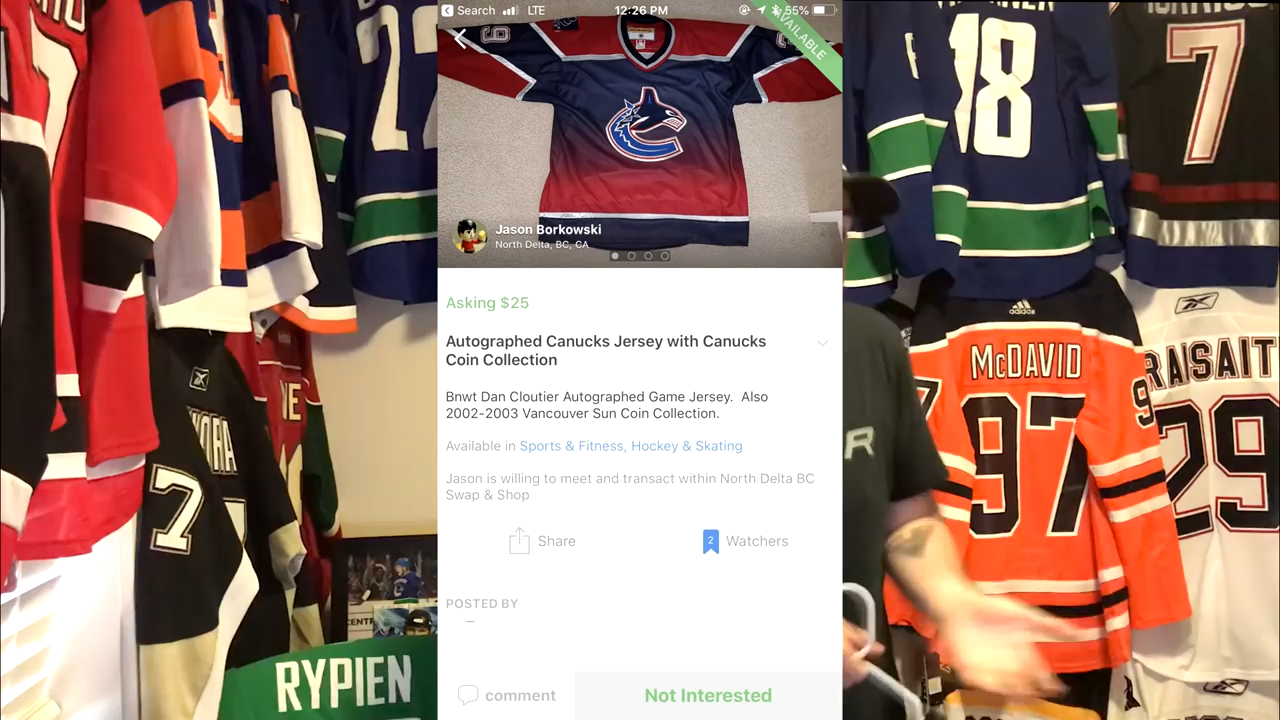 Search LTE 12:26 PM 55%
AVAILABLE
Jason Borkowski
North Delta, BC, CA
Asking $25
Autographed Canucks Jersey with Canucks
Coin Collection
Bnwt Dan Cloutier Autographed Game Jersey. Also
2002-2003 Vancouver Sun Coin Collection.
Available in Sports & Fitness, Hockey & Skating
Jason is willing to meet and transact within North Delta BC
Swap & Shop
Share
2 Watchers
POSTED BY
comment
Not Interested
7
RYPIEN
18
7
adidas
McDAVID
97
9
29